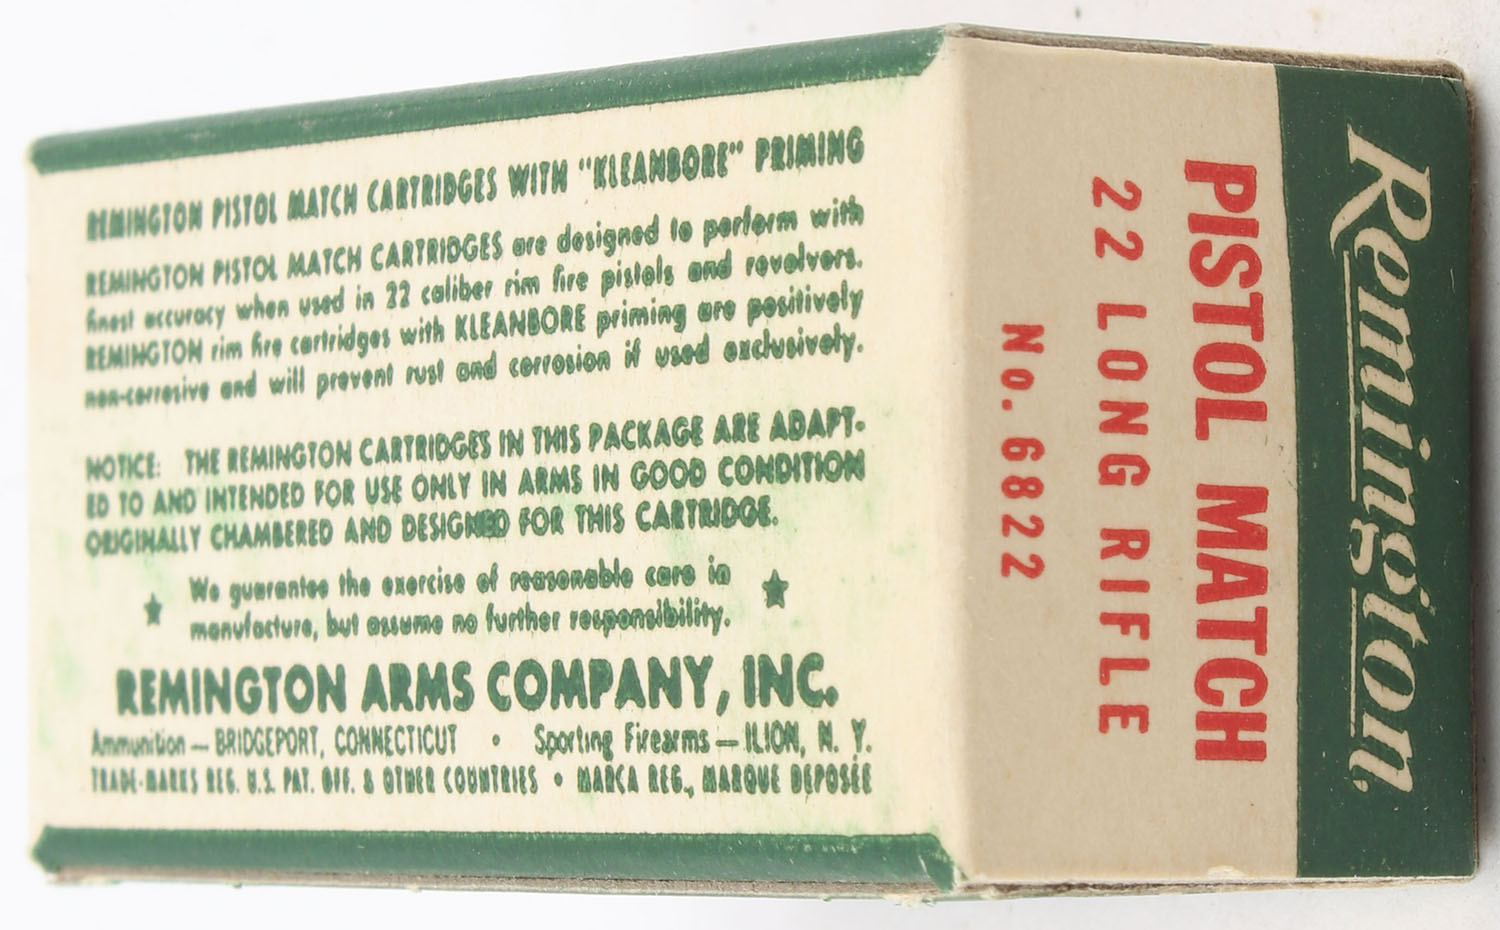 REMINGTON PISTOL MATCH CARTRIDGES WITH "KLEANBORE" PRIMING
REMINGTON PISTOL MATCH CARTRIDGES are designed to perform with
finest accuracy when used in 22 caliber rim fire pistols and revolvers.
REMINGTON rim fire cartridges with KLEANBORE priming are positively
non-corrosive and will prevent rust and corrosion if used exclusively.
NOTICE: THE REMINGTON CARTRIDGES IN THIS PACKAGE ARE ADAPT-
ED TO AND INTENDED FOR USE ONLY IN ARMS IN GOOD CONDITION
ORIGINALLY CHAMBERED AND DESIGNED FOR THIS CARTRIDGE.
We guarantee the exercise of reasonable care in
manufacture, but assume no further responsibility.
REMINGTON ARMS COMPANY, INC.
Ammunition — BRIDGEPORT, CONNECTICUT • Sporting Firearms — ILION, N. Y.
TRADE-MARKS REG. U.S. PAT. OFF. & OTHER COUNTRIES • MARCA REG., MARQUE DEPOSÉE
Remington
PISTOL MATCH
22 LONG RIFLE
No. 6822